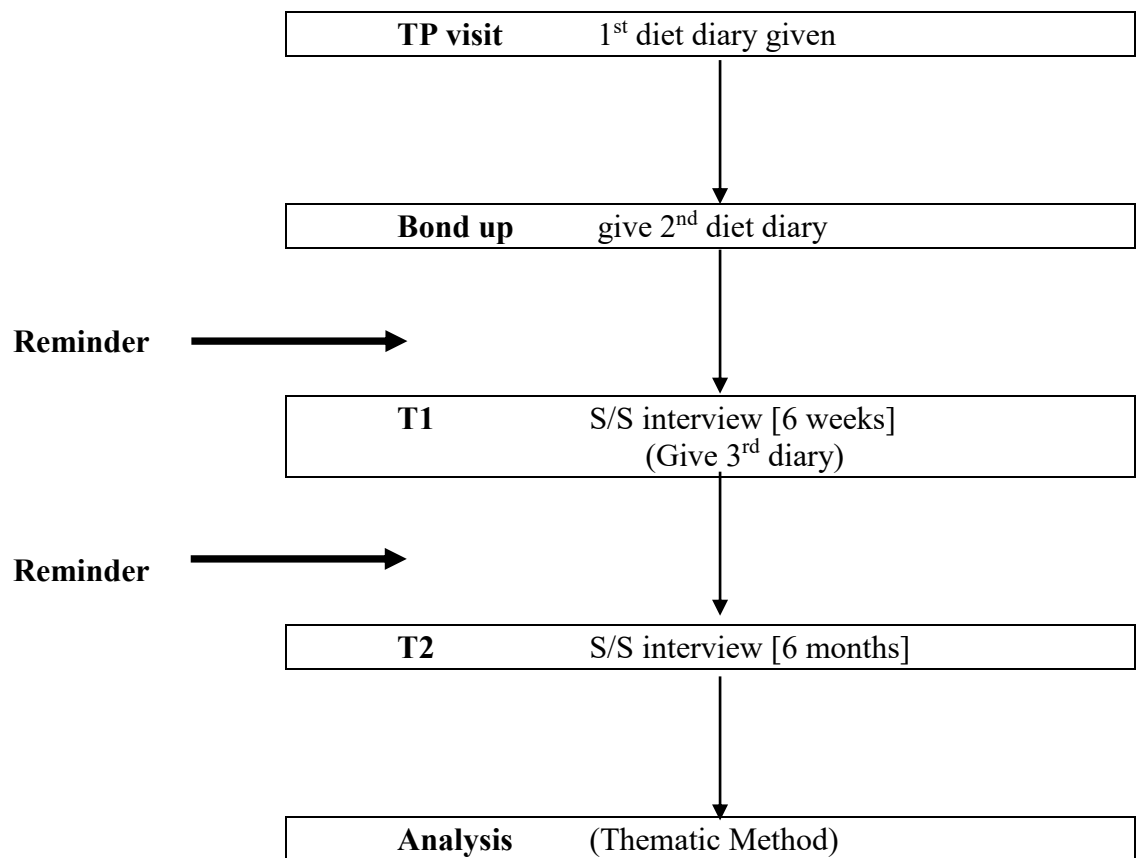 TP visit 1st diet diary given
Bond up give 2nd diet diary
Reminder
T1 S/S interview [6 weeks]
(Give 3rd diary)
Reminder
T2 S/S interview [6 months]
Analysis (Thematic Method)